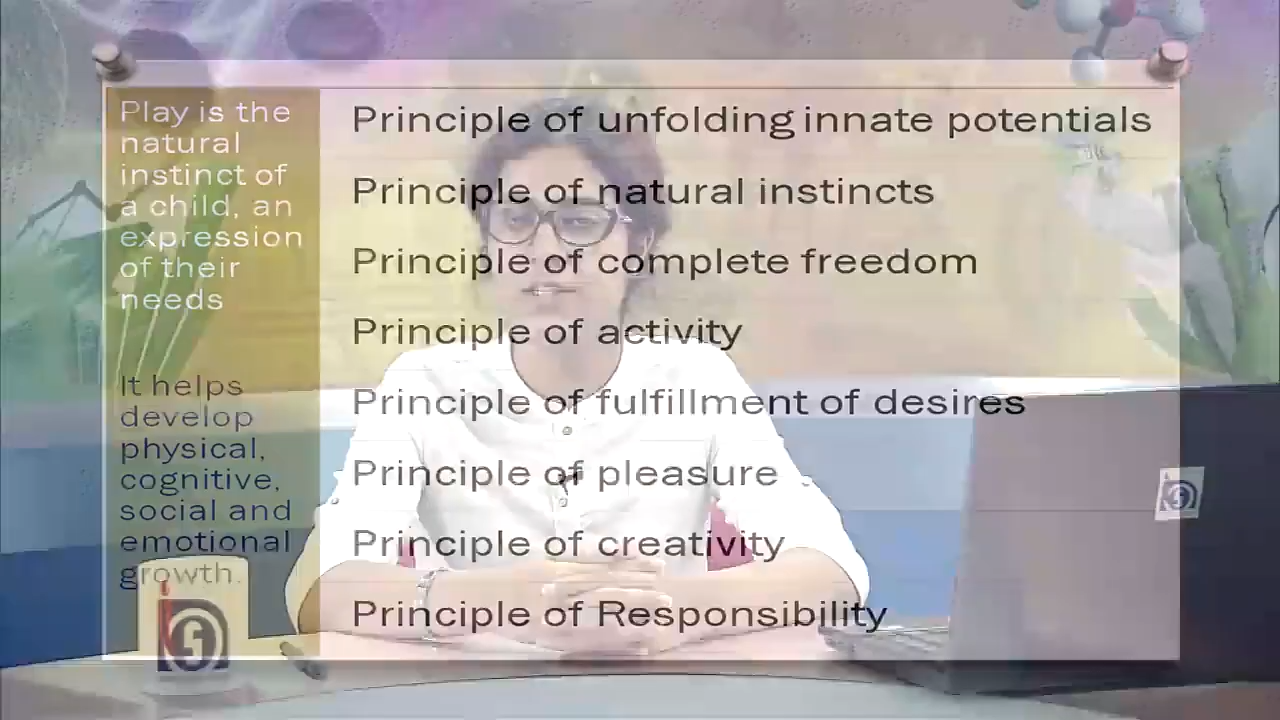 Play is the
natural
instinct of
a child, an
expression
of their
needs
It helps
develop
physical,
cognitive,
social and
emotional
growth.
Principle of unfolding innate potentials
Principle of natural instincts
Principle of complete freedom
Principle of activity
Principle of fulfillment of desires
Principle of pleasure
Principle of creativity
Principle of Responsibility